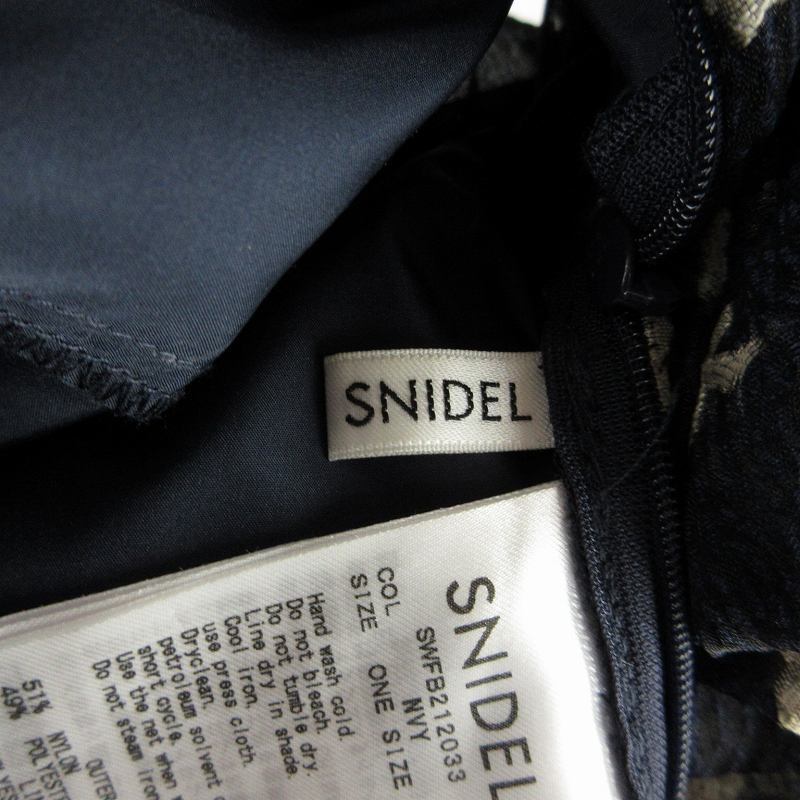 SNIDEL
SNIDEL
SWFB212033
COL NVY
SIZE ONE SIZE
Hand wash cold.
Do not bleach.
Do not tumble dry.
Line dry in shade.
Cool iron.
use press cloth.
Dryclean.
petroleum solvent
short cycle.
Use the net when
Do not steam iron
OUTER
51% NYLON
49%